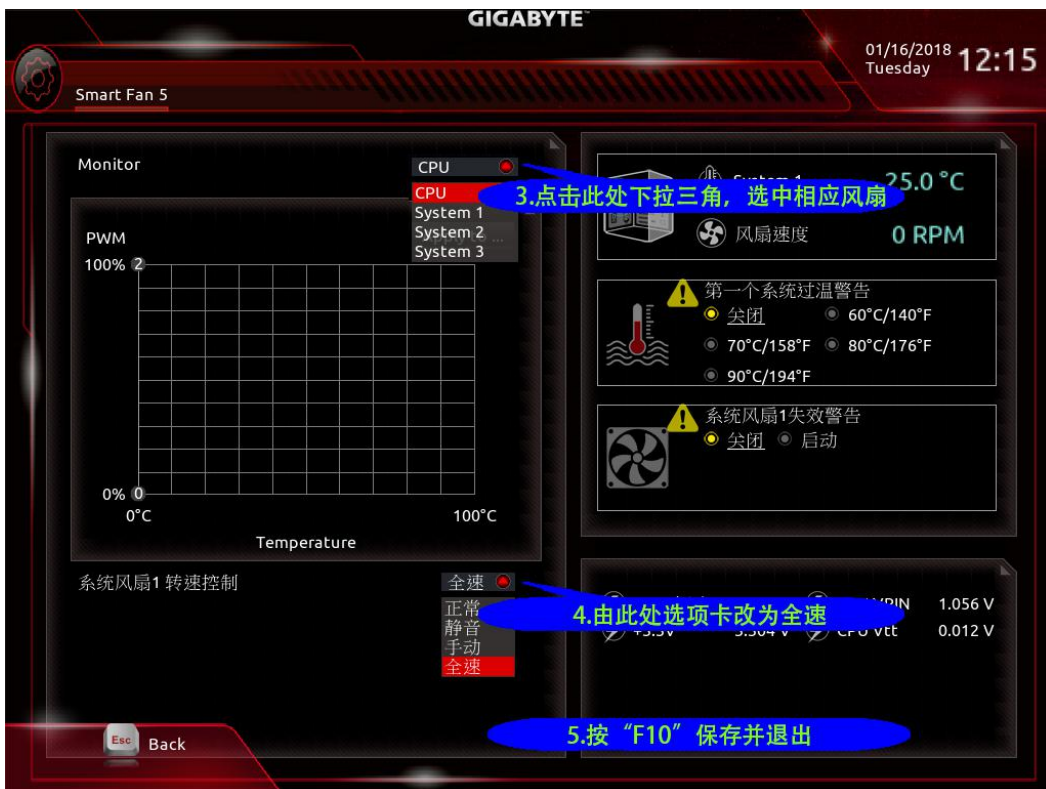 GIGABYTE
01/16/2018
Tuesday
12:15
Smart Fan 5
Monitor
CPU
CPU
System 1
System 2
System 3
3.点击此处下拉三角，选中相应风扇
PWM
100% 2
0% 0
0°C
100°C
Temperature
系统风扇1 转速控制
全速
正常
静音
手动
全速
4.由此处选项卡改为全速
25.0 °C
风扇速度
0 RPM
第一个系统过温警告
关闭
60°C/140°F
70°C/158°F
80°C/176°F
90°C/194°F
系统风扇1失效警告
关闭
启动
1.056 V
CPU Vtt
0.012 V
5.按“F10”保存并退出
Esc
Back